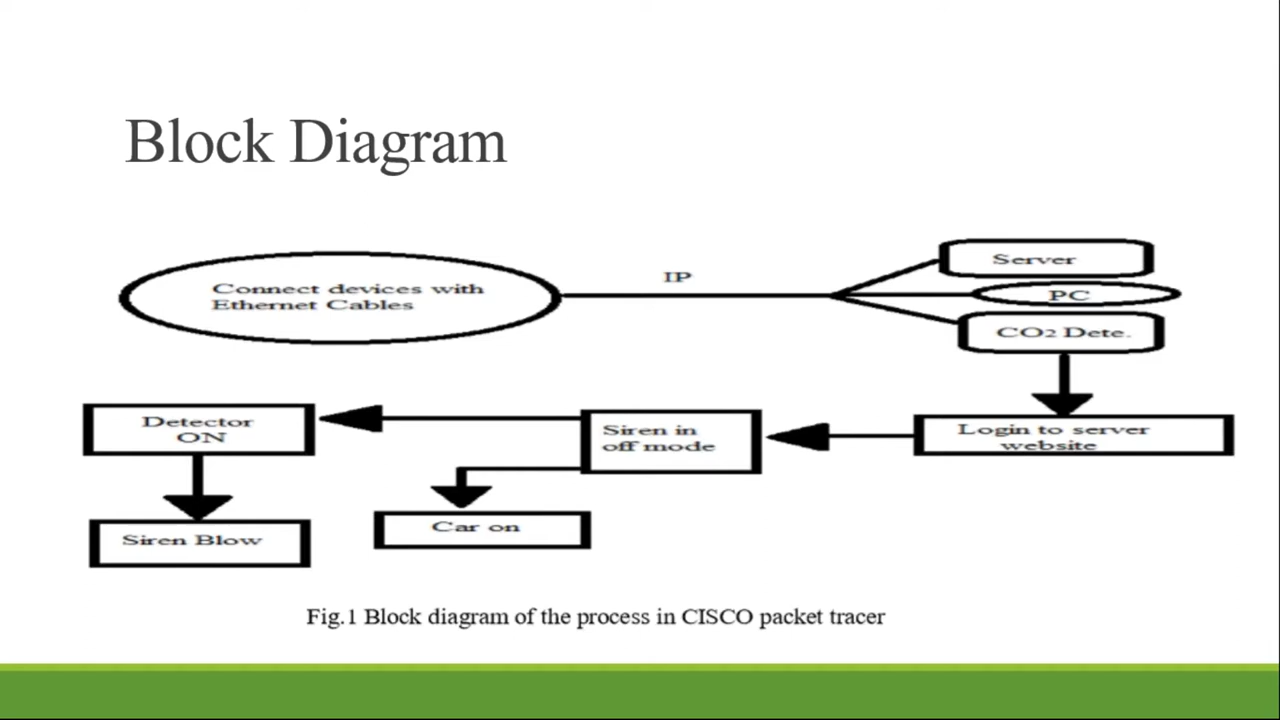 Block Diagram
Connect devices with
Ethernet Cables
IP
Server
PC
CO2 Dete.
Login to server
website
Siren in
off mode
Detector
ON
Car on
Siren Blow
Fig.1 Block diagram of the process in CISCO packet tracer